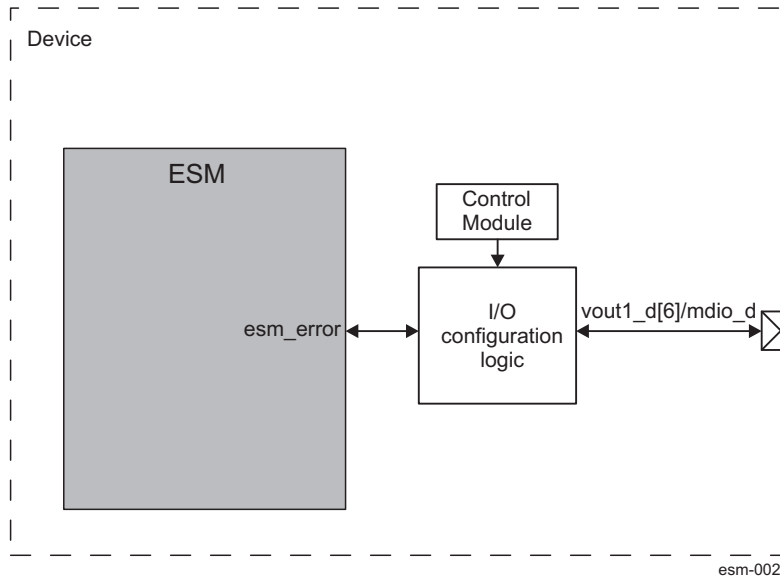 Device
ESM
Control
Module
esm_error
I/O
configuration
logic
vout1_d[6]/mdio_d
esm-002